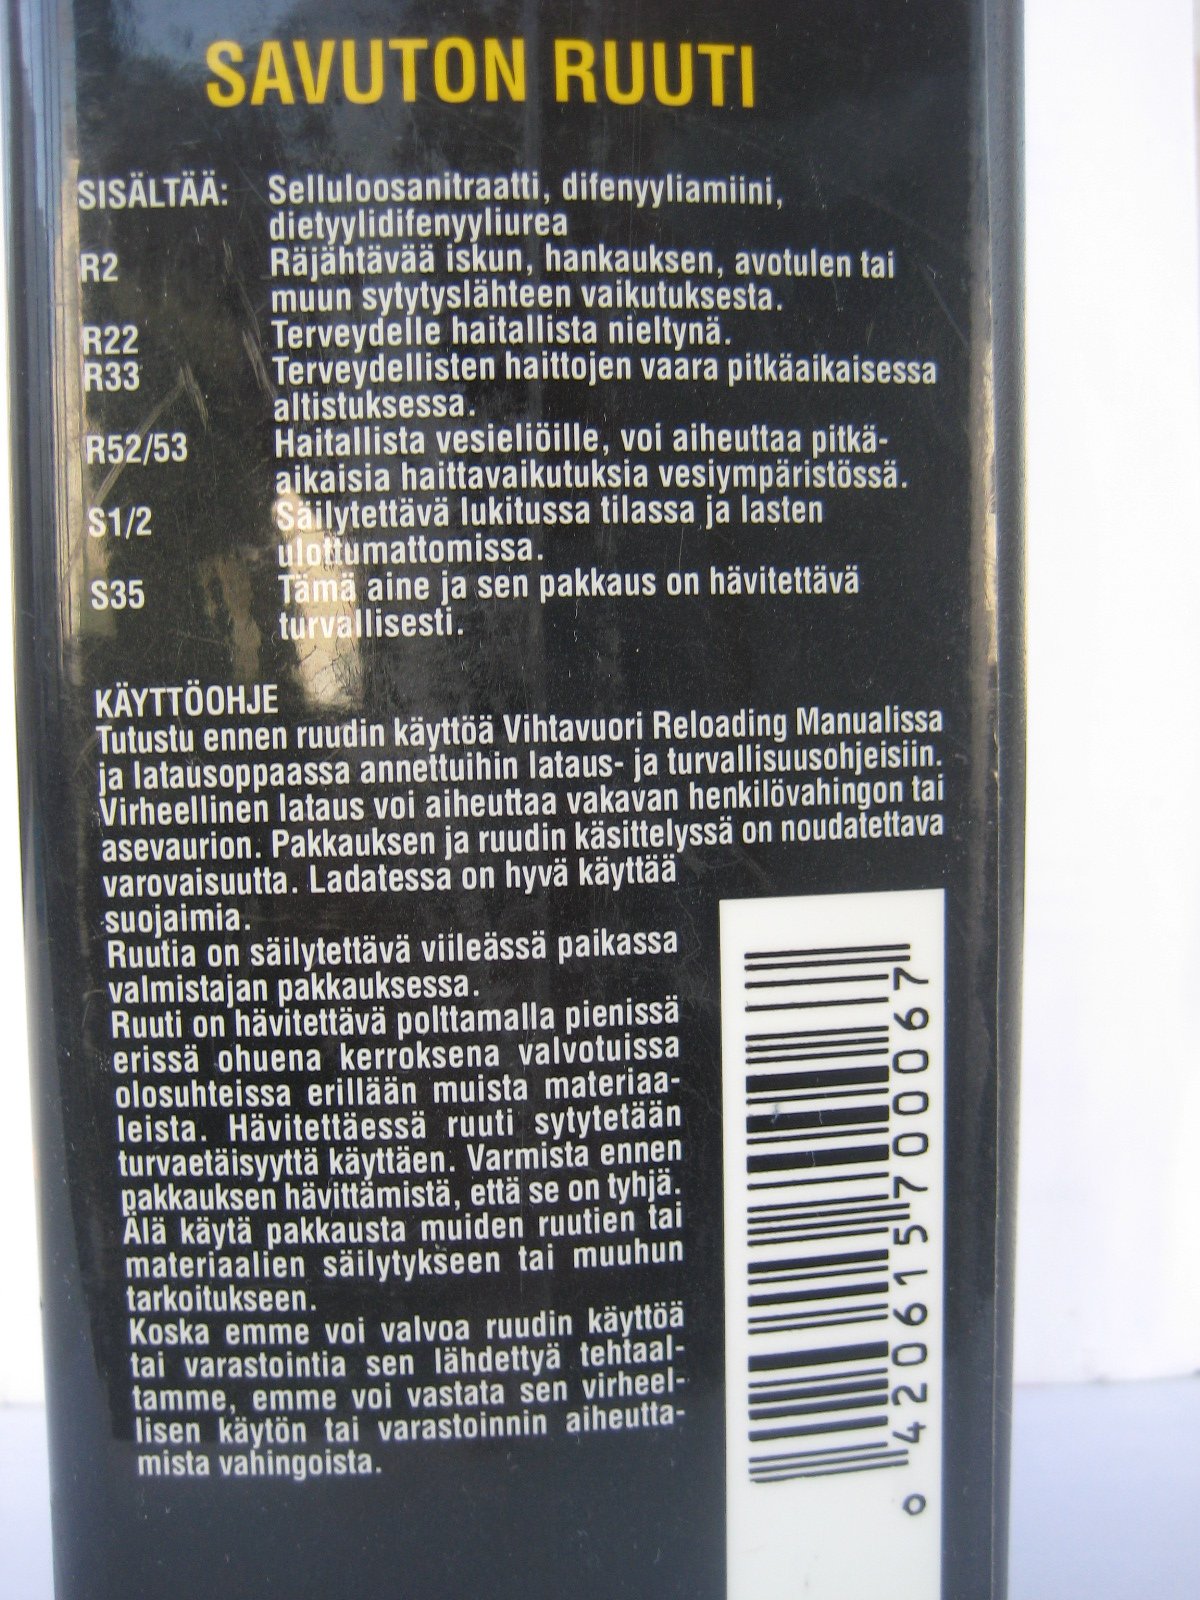 SAVUTON RUUTI
SISÄLTÄÄ: Selluloosanitraatti, difenyyliamiini,
dietyylidifenyyliurea
R2 Räjähtävää iskun, hankauksen, avotulen tai
muun sytytyslähteen vaikutuksesta.
R22 Terveydelle haitallista nieltynä.
R33 Terveydellisten haittojen vaara pitkäaikaisessa
altistuksessa.
R52/53 Haitallista vesieliöille, voi aiheuttaa pitkä-
aikaisia haittavaikutuksia vesiympäristössä.
S1/2 Säilytettävä lukitussa tilassa ja lasten
ulottumattomissa.
S35 Tämä aine ja sen pakkaus on hävitettävä
turvallisesti.
KÄYTTÖOHJE
Tutustu ennen ruudin käyttöä Vihtavuori Reloading Manualissa
ja latausoppaassa annettuihin lataus- ja turvallisuusohjeisiin.
Virheellinen lataus voi aiheuttaa vakavan henkilövahingon tai
asevaurion. Pakkauksen ja ruudin käsittelyssä on noudatettava
varovaisuutta. Ladatessa on hyvä käyttää
suojaimia.
Ruutia on säilytettävä viileässä paikassa
valmistajan pakkauksessa.
Ruuti on hävitettävä polttamalla pienissä
erissä ohuena kerroksena valvotuissa
olosuhteissa erillään muista materiaa-
leista. Hävitettäessä ruuti sytytetään
turvaetäisyyttä käyttäen. Varmista ennen
pakkauksen hävittämistä, että se on tyhjä.
Älä käytä pakkausta muiden ruutien tai
materiaalien säilytykseen tai muuhun
tarkoitukseen.
Koska emme voi valvoa ruudin käyttöä
tai varastointia sen lähdettyä tehtaal-
tamme, emme voi vastata sen virheel-
lisen käytön tai varastoinnin aiheutta-
mista vahingoista.
0 42061570006 7